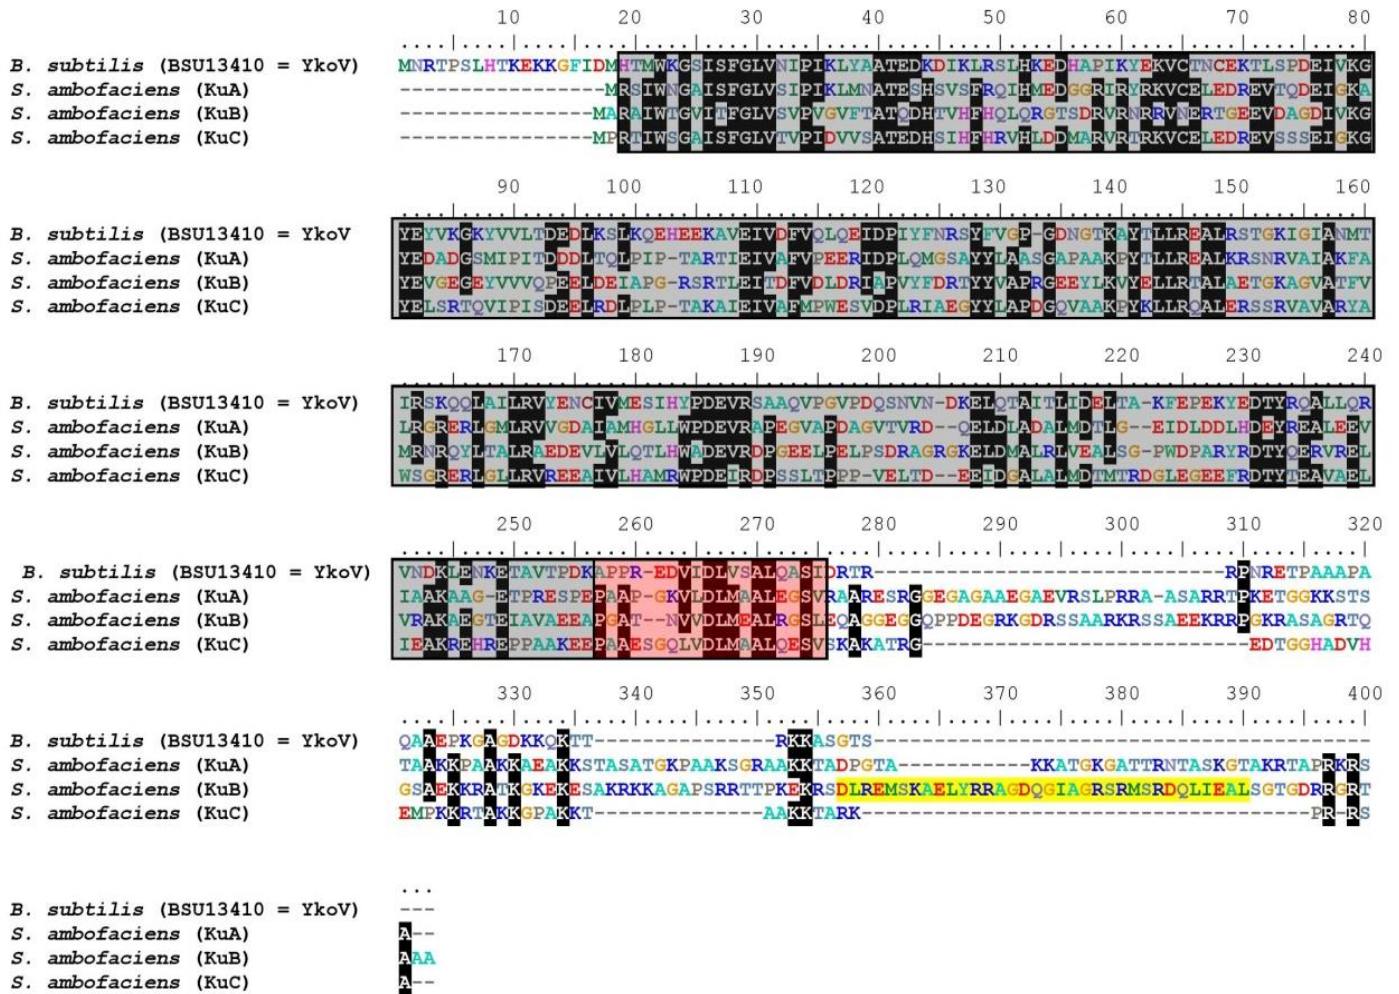 10 20 30 40 50 60 70 80
B. subtilis (BSU13410 = YkoV) MNRTPSLHTKEKKGFIDMHTMWKGSISFGLVNIPIKLYAATEDKDIKLRSLHKEDHAPIKYEKVCTNCEKTLSPDEIVKG
S. ambofaciens (KuA) -----------------MRSIWNGAISFGLVSIPIKLMNATESHSVSFRQIHMEDGGRIRYRKVCELEDREVTQDEIGKA
S. ambofaciens (KuB) ----------------MARAIWTGVITFGLVSVPVGVFTATQDHTVHFHQLQRGTSDRVRNRRVNERTGEEVDAGDIVKG
S. ambofaciens (KuC) ----------------MPRTIWSGAISFGLVTVPIDVVSATEDHSIHFHRVHLDDMARVRTRKVCELEDREVSSSEIGKG
90 100 110 120 130 140 150 160
B. subtilis (BSU13410 = YkoV YEYVKGKYVVLTDEDLKSLKQEHEEKAVEIVDFVQLQEIDPIYFNRSYFVGP-GDNGTKAYTLLREALRSTGKIGIANMT
S. ambofaciens (KuA) YEDADGSMIPITDDDLTQLPIP-TARTIEIVAFVPEERIDPLQMGSAYYLAASGAPAAKPYTLLREALKRSNRVAIAKFA
S. ambofaciens (KuB) YEVGEGEYVVVQPEELDEIAPG-RSRTLEITDFVDLDRIAPVYFDRTYYVAPRGEEYLKVYELLRTALAETGKAGVATFV
S. ambofaciens (KuC) YELSRTQVIPISDEELRDLPLP-TAKAIEIVAFMPWESVDPLRIAEGYYLAPDGQVAAKPYKLLRQALERSSRVAVARYA
170 180 190 200 210 220 230 240
B. subtilis (BSU13410 = YkoV) IRSKQQLAILRVYENCIVMESIHYPDEVRSAAQVPGVPDQSNVN-DKELQTAITLIDELTA-KFEPEKYEDTYRQALLQR
S. ambofaciens (KuA) LRGRERLGMLRVVGDAIAMHGLLWPDEVRAPEGVAPDAGVTVRD--QELDLADALMDTLG--EIDLDDLHDEYREALEEV
S. ambofaciens (KuB) MRNRQYLTALRAEDEVLVLQTLHWADEVRDPGEELPELPSDRAGRGKELDMALRLVEALSG-PWDPARYRDTYQERVREL
S. ambofaciens (KuC) WSGRERLGLLRVREEAIVLHAMRWPDEIRDPSSLTPPP-VELTD--EEIDGALALMDTMTRDGLEGEEFRDTYTEAVAEL
250 260 270 280 290 300 310 320
B. subtilis (BSU13410 = YkoV) VNDKLENKETAVTPDKAPPR-EDVIDLVSALQASIDRTR-----------------------------RPNRETPAAAPA
S. ambofaciens (KuA) IAAKAAG-ETPRESPEPAAP-GKVLDLMAALEGSVRAARESRGGEGAGAAEGAEVRSLPRRA-ASARRTPKETGGKKSTS
S. ambofaciens (KuB) VRAKAEGTEIAVAEEAPGAT--NVVDLMEALRGSLEQAGGEGGQPPDEGRKGDRSSAARKRSSAEEKRRPGKRASAGRTQ
S. ambofaciens (KuC) IEAKREHREPPAAKEEPAAESGQLVDLMAALQESVSKAKATRG---------------------------EDTGGHADVH
330 340 350 360 370 380 390 400
B. subtilis (BSU13410 = YkoV) QAAEPKGAGDKKQKTT---------------RKKASGTS-----------------------------------------
S. ambofaciens (KuA) TAAKKPAAKKAEAKKSTASATGKPAAKSGRAAKKTADPGTA-----------KKATGKGATTRNTASKGTAKRTAPRKRS
S. ambofaciens (KuB) GSAEKKRATKGKEKESAKRKKAGAPSRRTTPKEKRSDLREMSKAELYRRAGDQGIAGRSRMSRDQLIEALSGTGDRRGRT
S. ambofaciens (KuC) EMPKKRTAKKGPAKKT--------------AAKKTARK-------------------------------------PR-RS
B. subtilis (BSU13410 = YkoV) ---
S. ambofaciens (KuA) A--
S. ambofaciens (KuB) AAA
S. ambofaciens (KuC) A--